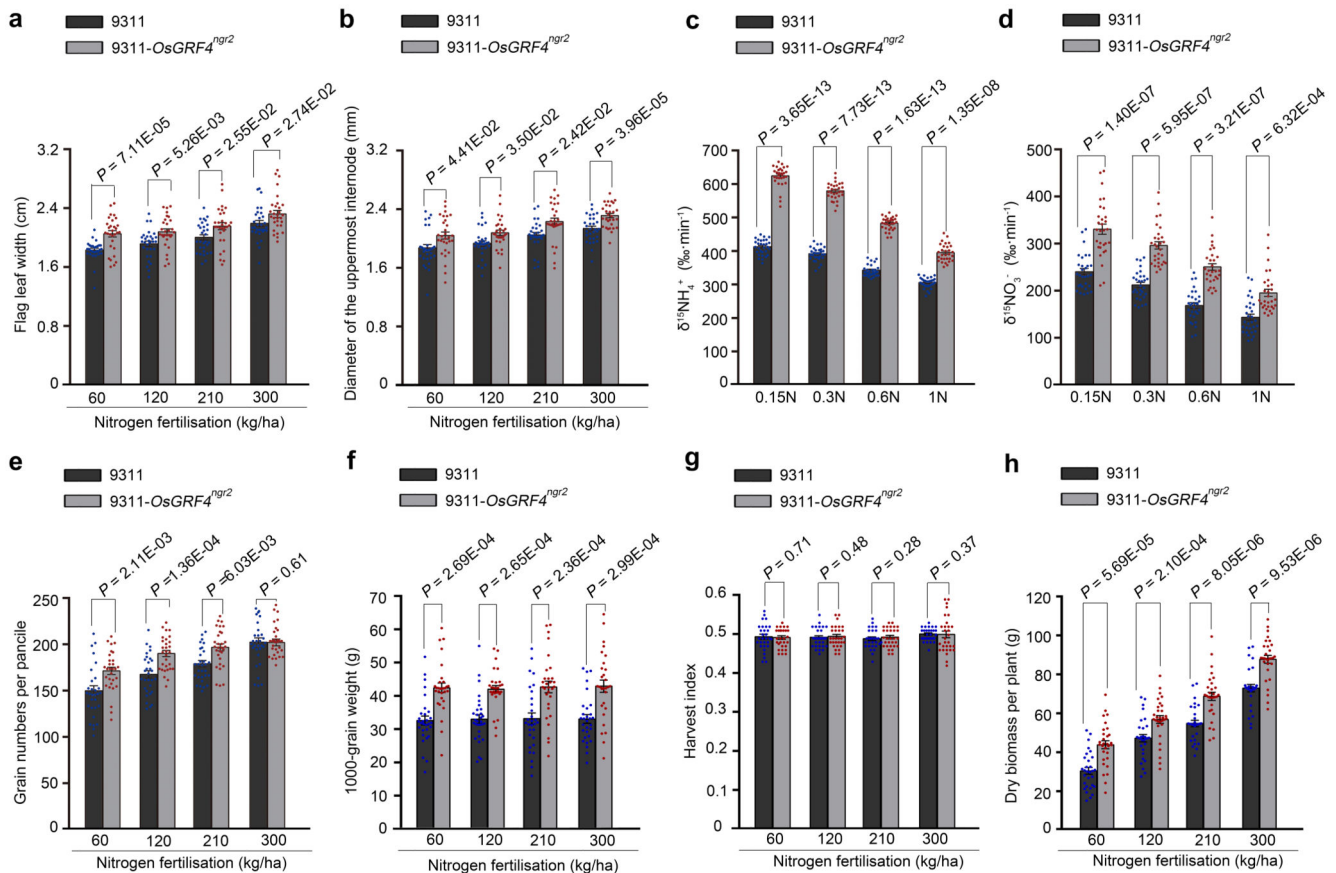 a
9311
9311-OsGRF4ngr2
P = 7.11E-05
P = 5.26E-03
P = 2.55E-02
P = 2.74E-02
Flag leaf width (cm)
3.2
2.4
1.6
0.8
0
60 120 210 300
Nitrogen fertilisation (kg/ha)
b
9311
9311-OsGRF4ngr2
P = 4.41E-02
P = 3.50E-02
P = 2.42E-02
P = 3.96E-05
Diameter of the uppermost internode (mm)
3.2
2.4
1.6
0.8
0
60 120 210 300
Nitrogen fertilisation (kg/ha)
c
9311
9311-OsGRF4ngr2
P = 3.65E-13
P = 7.73E-13
P = 1.63E-13
P = 1.35E-08
δ15NH4+ (‰·min−1)
700
600
500
400
300
200
100
0
0.15N 0.3N 0.6N 1N
d
9311
9311-OsGRF4ngr2
P = 1.40E-07
P = 5.95E-07
P = 3.21E-07
P = 6.32E-04
δ15NO3- (‰·min−1)
500
400
300
200
100
0
0.15N 0.3N 0.6N 1N
e
9311
9311-OsGRF4ngr2
P = 2.11E-03
P =1.36E-04
P =6.03E-03
P = 0.61
Grain numbers per pancile
250
200
150
100
50
0
60 120 210 300
Nitrogen fertilisation (kg/ha)
f
9311
9311-OsGRF4ngr2
P = 2.69E-04
P = 2.65E-04
P = 2.36E-04
P = 2.99E-04
1000-grain weight (g)
70
60
50
40
30
20
10
0
60 120 210 300
Nitrogen fertilisation (kg/ha)
g
9311
9311-OsGRF4ngr2
P = 0.71
P = 0.48
P = 0.28
P = 0.37
Harvest index
0.6
0.5
0.4
0.3
0.2
0.1
0
60 120 210 300
Nitrogen fertilisation (kg/ha)
h
9311
9311-OsGRF4ngr2
P = 5.69E-05
P = 2.10E-04
P = 8.05E-06
P = 9.53E-06
Dry biomass per plant (g)
120
100
80
60
40
20
0
60 120 210 300
Nitrogen fertilisation (kg/ha)